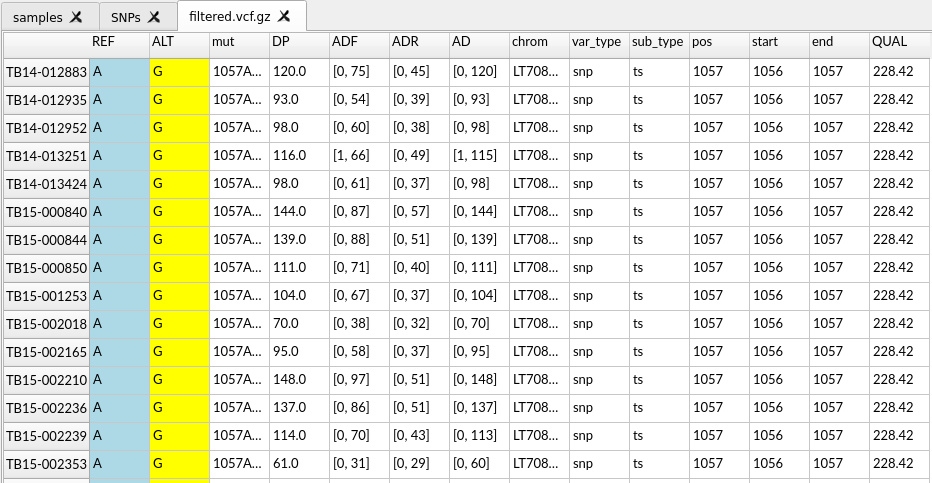 samples SNPs filtered.vcf.gz
REF ALT mut DP ADF ADR AD chrom var_type sub_type pos start end QUAL
TB14-012883 A G 1057A... 120.0 [0, 75] [0, 45] [0, 120] LT708... snp ts 1057 1056 1057 228.42
TB14-012935 A G 1057A... 93.0 [0, 54] [0, 39] [0, 93] LT708... snp ts 1057 1056 1057 228.42
TB14-012952 A G 1057A... 98.0 [0, 60] [0, 38] [0, 98] LT708... snp ts 1057 1056 1057 228.42
TB14-013251 A G 1057A... 116.0 [1, 66] [0, 49] [1, 115] LT708... snp ts 1057 1056 1057 228.42
TB14-013424 A G 1057A... 98.0 [0, 61] [0, 37] [0, 98] LT708... snp ts 1057 1056 1057 228.42
TB15-000840 A G 1057A... 144.0 [0, 87] [0, 57] [0, 144] LT708... snp ts 1057 1056 1057 228.42
TB15-000844 A G 1057A... 139.0 [0, 88] [0, 51] [0, 139] LT708... snp ts 1057 1056 1057 228.42
TB15-000850 A G 1057A... 111.0 [0, 71] [0, 40] [0, 111] LT708... snp ts 1057 1056 1057 228.42
TB15-001253 A G 1057A... 104.0 [0, 67] [0, 37] [0, 104] LT708... snp ts 1057 1056 1057 228.42
TB15-002018 A G 1057A... 70.0 [0, 38] [0, 32] [0, 70] LT708... snp ts 1057 1056 1057 228.42
TB15-002165 A G 1057A... 95.0 [0, 58] [0, 37] [0, 95] LT708... snp ts 1057 1056 1057 228.42
TB15-002210 A G 1057A... 148.0 [0, 97] [0, 51] [0, 148] LT708... snp ts 1057 1056 1057 228.42
TB15-002236 A G 1057A... 137.0 [0, 86] [0, 51] [0, 137] LT708... snp ts 1057 1056 1057 228.42
TB15-002239 A G 1057A... 114.0 [0, 70] [0, 43] [0, 113] LT708... snp ts 1057 1056 1057 228.42
TB15-002353 A G 1057A... 61.0 [0, 31] [0, 29] [0, 60] LT708... snp ts 1057 1056 1057 228.42